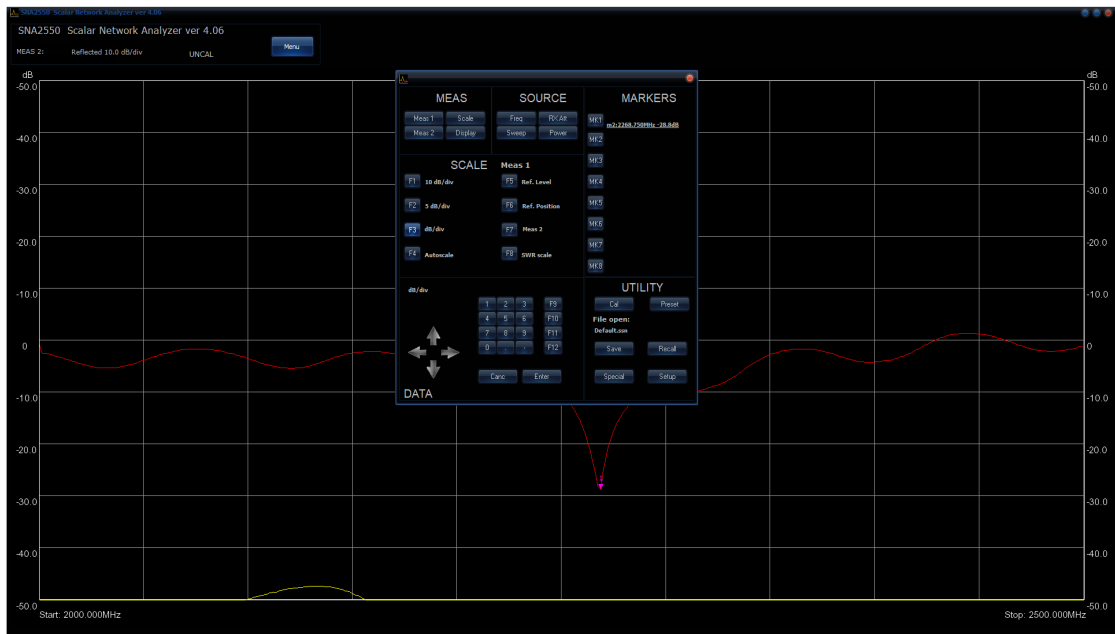 SNA2550 Scalar Network Analyzer ver 4.06
SNA2550 Scalar Network Analyzer ver 4.06
MEAS 2: Reflected 10.0 dB/div UNCAL
Menu
dB dB
-50.0 -50.0
-40.0 -40.0
-30.0 -30.0
-20.0 -20.0
-10.0 -10.0
0 0
-10.0 -10.0
-20.0 -20.0
-30.0 -30.0
-40.0 -40.0
-50.0 -50.0
Start: 2000.000MHz Stop: 2500.000MHz
MEAS
Meas 1 Scale
Meas 2 Display
SOURCE
Freq RX Att
Sweep Power
MARKERS
MK1 m2:2268.750MHz -28.8dB
MK2
MK3
MK4
MK5
MK6
MK7
MK8
SCALE Meas 1
F1 10 dB/div F5 Ref. Level
F2 5 dB/div F6 Ref. Position
F3 dB/div F7 Meas 2
F4 Autoscale F8 SWR scale
dB/div
1 2 3 F9
4 5 6 F10
7 8 9 F11
0 . - F12
Canc Enter
DATA
UTILITY
Cal Preset
File open:
Default.ssn
Save Recall
Special Setup